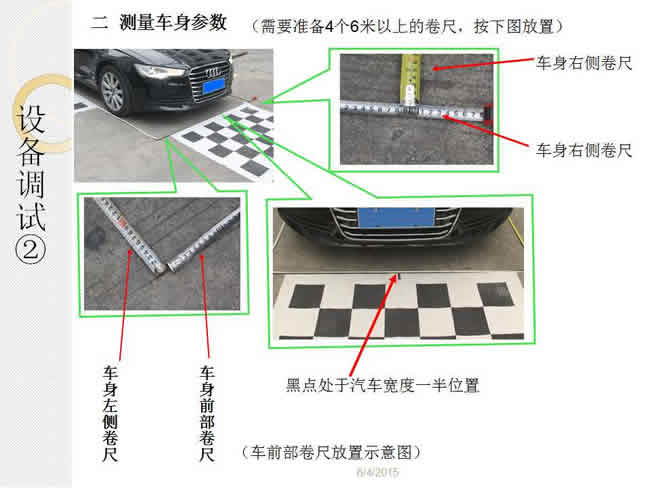 二 测量车身参数 （需要准备4个6米以上的卷尺，按下图放置）
设备调试②
车身右侧卷尺
车身右侧卷尺
车身左侧卷尺
车身前部卷尺
黑点处于汽车宽度一半位置
（车前部卷尺放置示意图）
6/4/2015